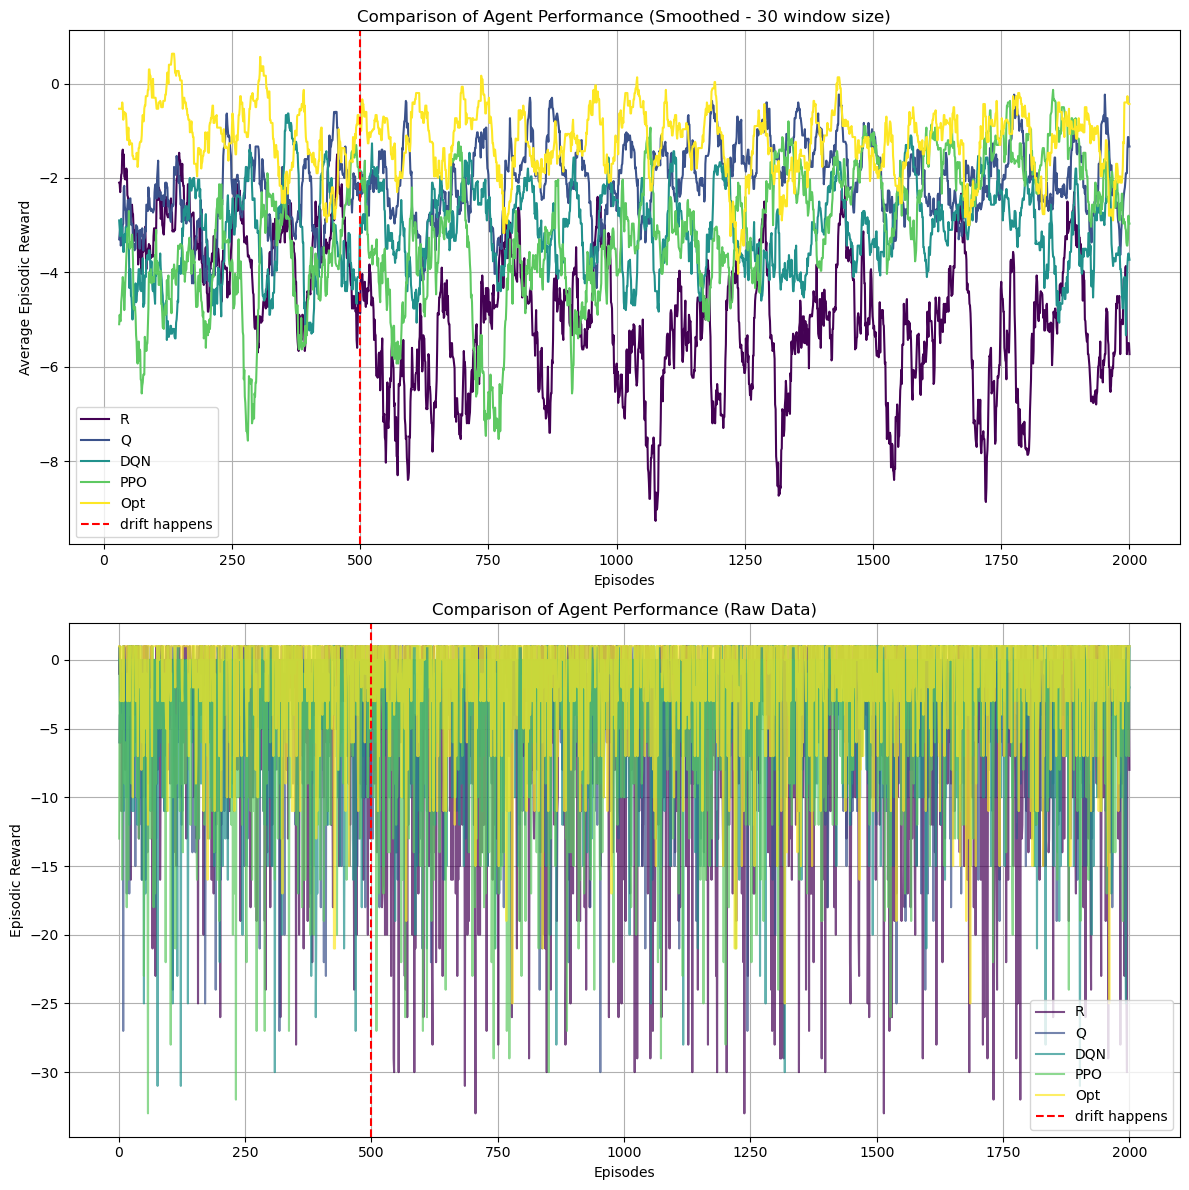 Comparison of Agent Performance (Smoothed - 30 window size)
Average Episodic Reward
0
−2
−4
−6
−8
R
Q
DQN
PPO
Opt
drift happens
0 250 500 750 1000 1250 1500 1750 2000
Episodes
Comparison of Agent Performance (Raw Data)
Episodic Reward
0
−5
−10
−15
−20
−25
−30
R
Q
DQN
PPO
Opt
drift happens
0 250 500 750 1000 1250 1500 1750 2000
Episodes